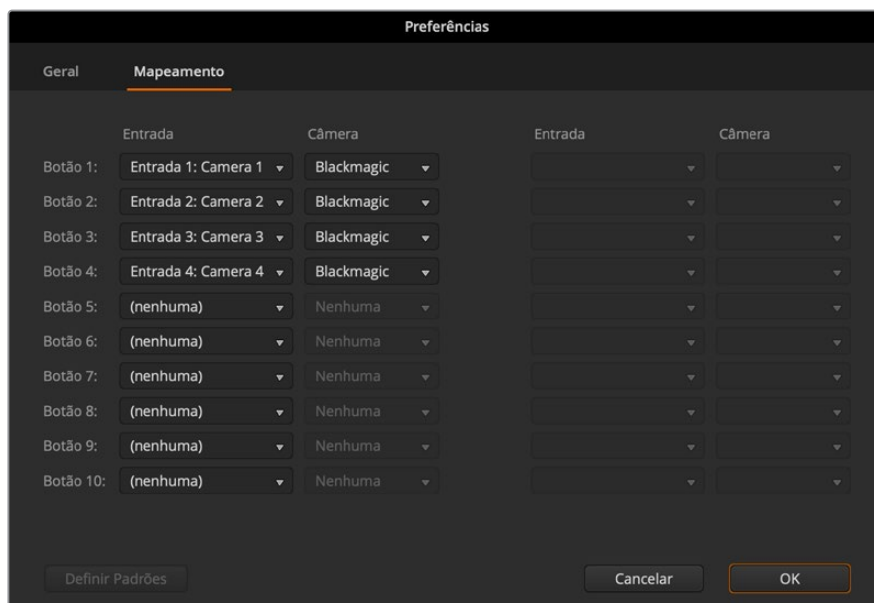 Preferências
Geral Mapeamento
Entrada Câmera Entrada Câmera
Botão 1: Entrada 1: Camera 1 Blackmagic
Botão 2: Entrada 2: Camera 2 Blackmagic
Botão 3: Entrada 3: Camera 3 Blackmagic
Botão 4: Entrada 4: Camera 4 Blackmagic
Botão 5: (nenhuma) Nenhuma
Botão 6: (nenhuma) Nenhuma
Botão 7: (nenhuma) Nenhuma
Botão 8: (nenhuma) Nenhuma
Botão 9: (nenhuma) Nenhuma
Botão 10: (nenhuma) Nenhuma
Definir Padrões Cancelar OK